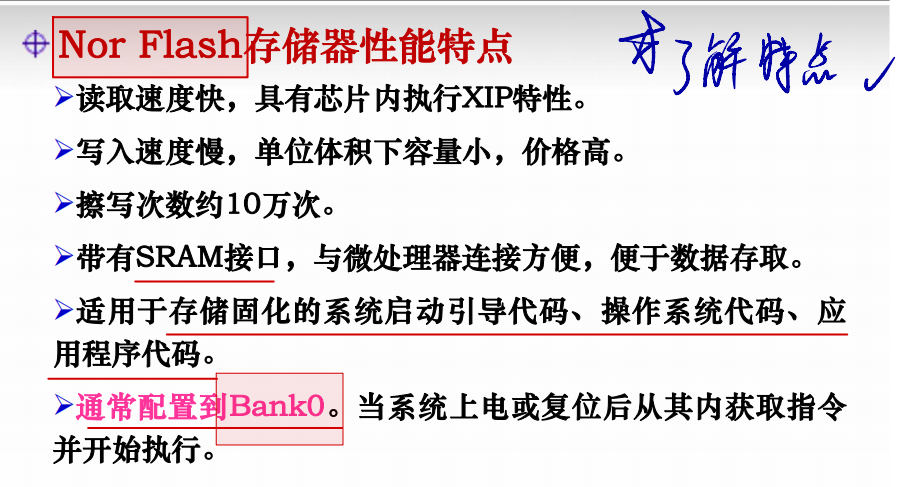 Nor Flash存储器性能特点
了解特点
➢读取速度快，具有芯片内执行XIP特性。
➢写入速度慢，单位体积下容量小，价格高。
➢擦写次数约10万次。
➢带有SRAM接口，与微处理器连接方便，便于数据存取。
➢适用于存储固化的系统启动引导代码、操作系统代码、应
用程序代码。
➢通常配置到Bank0。当系统上电或复位后从其内获取指令
并开始执行。